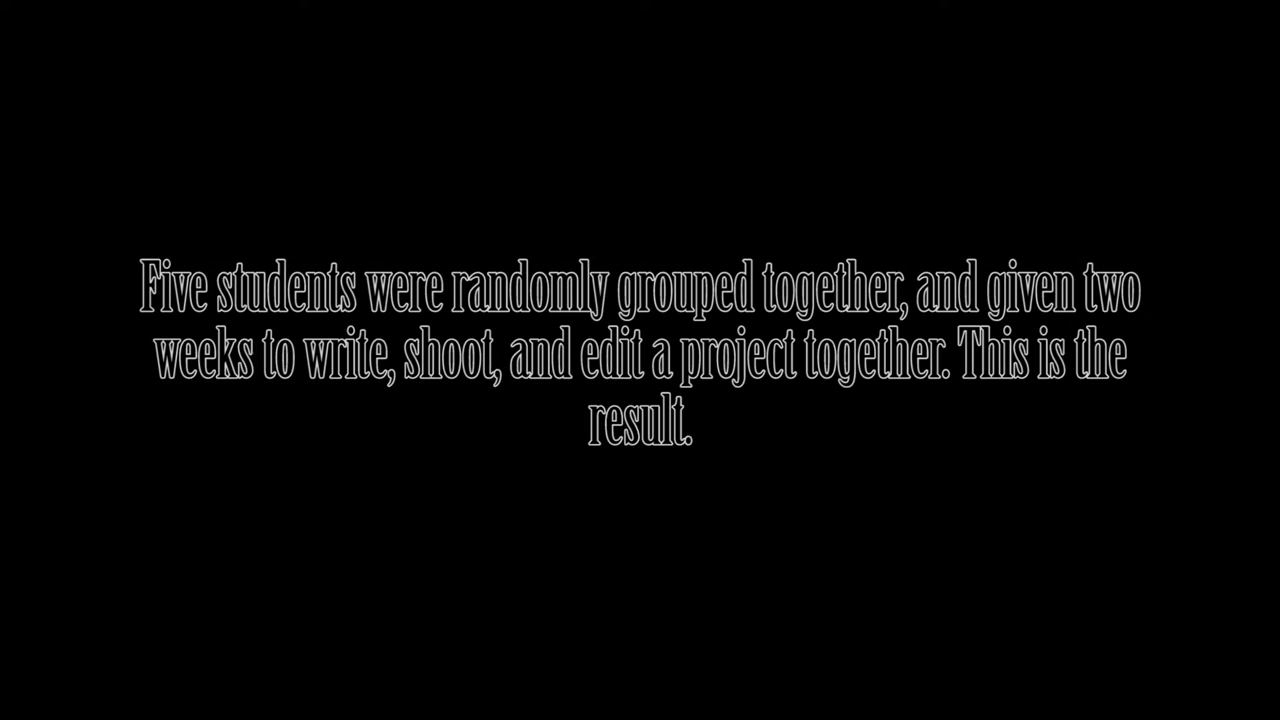 Five students were randomly grouped together, and given two
weeks to write, shoot, and edit a project together. This is the
result.